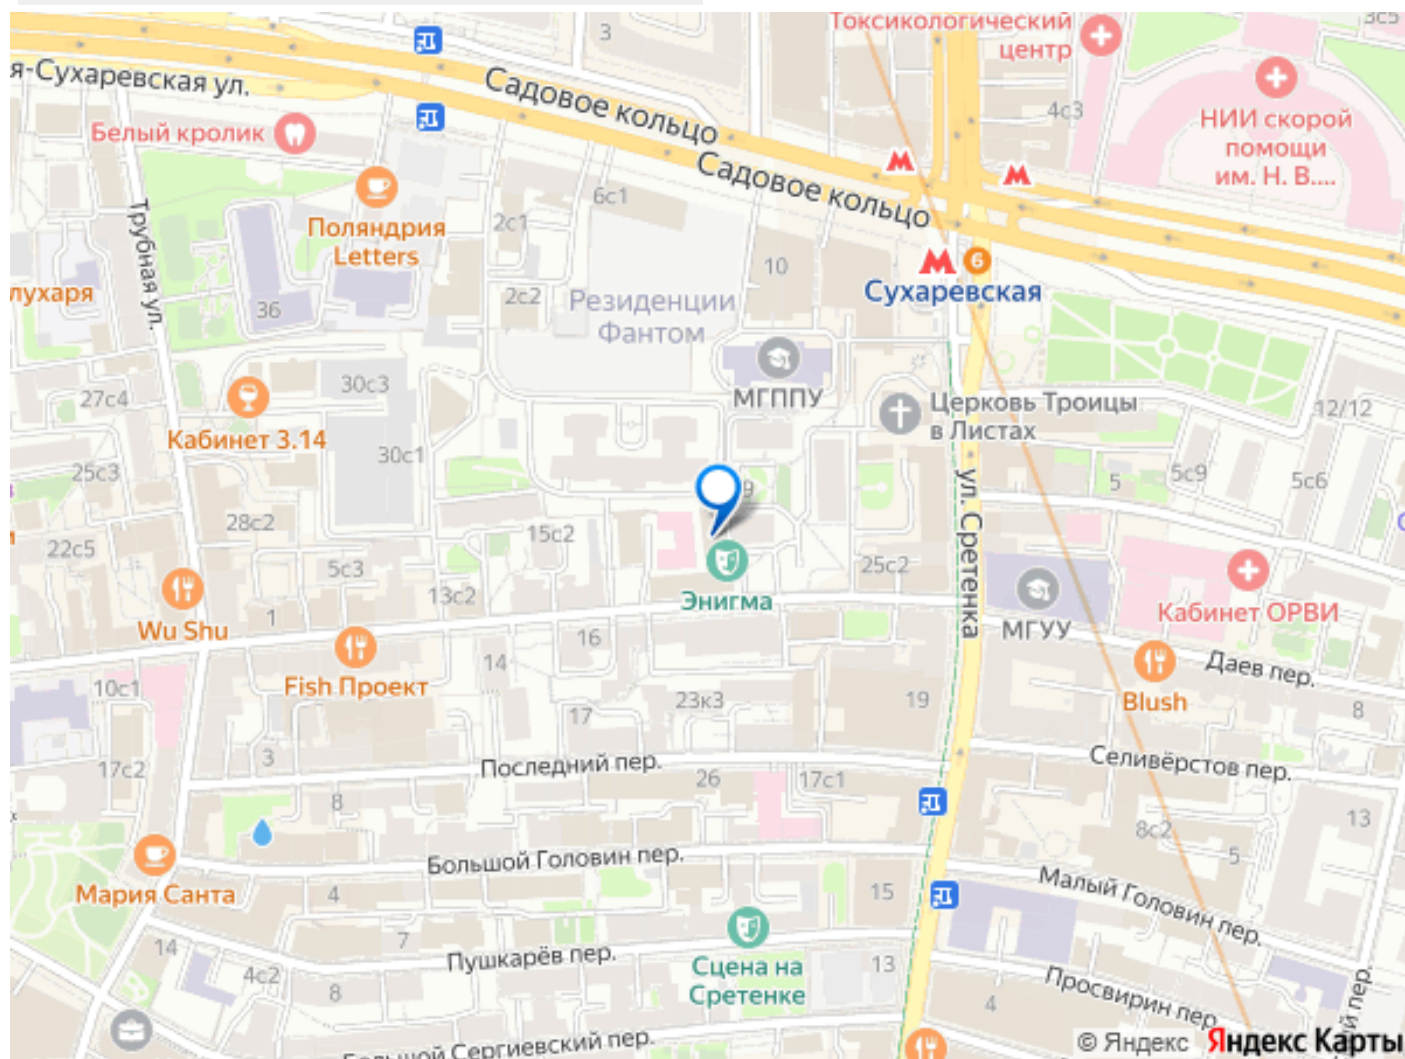 Токсикологический
центр
3с5
3
я-Сухаревская ул.
Садовое кольцо
4с3
НИИ скорой
помощи
им. Н. В....
Белый кролик
Садовое кольцо
6с1
Трубная ул.
Поляндрия
Letters
2с1
10
6
Сухаревская
лухаря
36
2с2
Резиденции
Фантом
МГППУ
30с3
27с4
Кабинет 3.14
Церковь Троицы
в Листах
12/12
30с1
25с3
5
5с9
5с6
9
28с2
15с2
ул. Сретенка
22с5
5с3
25с2
13с2
Энигма
Кабинет ОРВИ
МГУУ
Wu Shu
1
16
14
Даев пер.
Fish Проект
10с1
23к3
19
Blush
8
17
3
17с2
Последний пер.
26
17с1
Селивёрстов пер.
8
13
8с2
5
Большой Головин пер.
Мария Санта
4
15
Малый Головин пер.
7
14
4с2
Пушкарёв пер.
Сцена на
Сретенке
13
8
4
Просвирин пер.
ей пер.
Большой Сергиевский пер.
© Яндекс Яндекс Карты